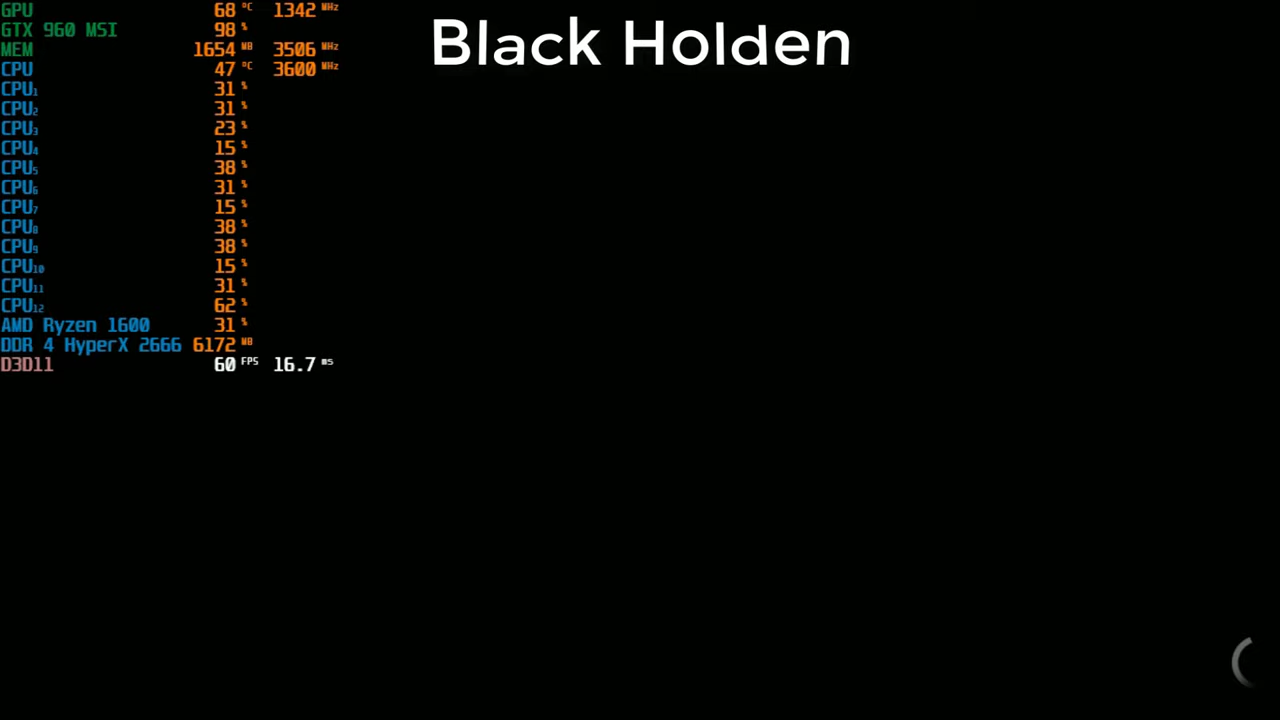 GPU 68 °C 1342 MHz
GTX 960 MSI 98 %
MEM 1654 MB 3506 MHz
CPU 47 °C 3600 MHz
CPU1 31 %
CPU2 31 %
CPU3 23 %
CPU4 15 %
CPU5 38 %
CPU6 31 %
CPU7 15 %
CPU8 38 %
CPU9 38 %
CPU10 15 %
CPU11 31 %
CPU12 62 %
AMD Ryzen 1600 31 %
DDR 4 HyperX 2666 6172 MB
D3D11 60 FPS 16.7 ms
Black Holden